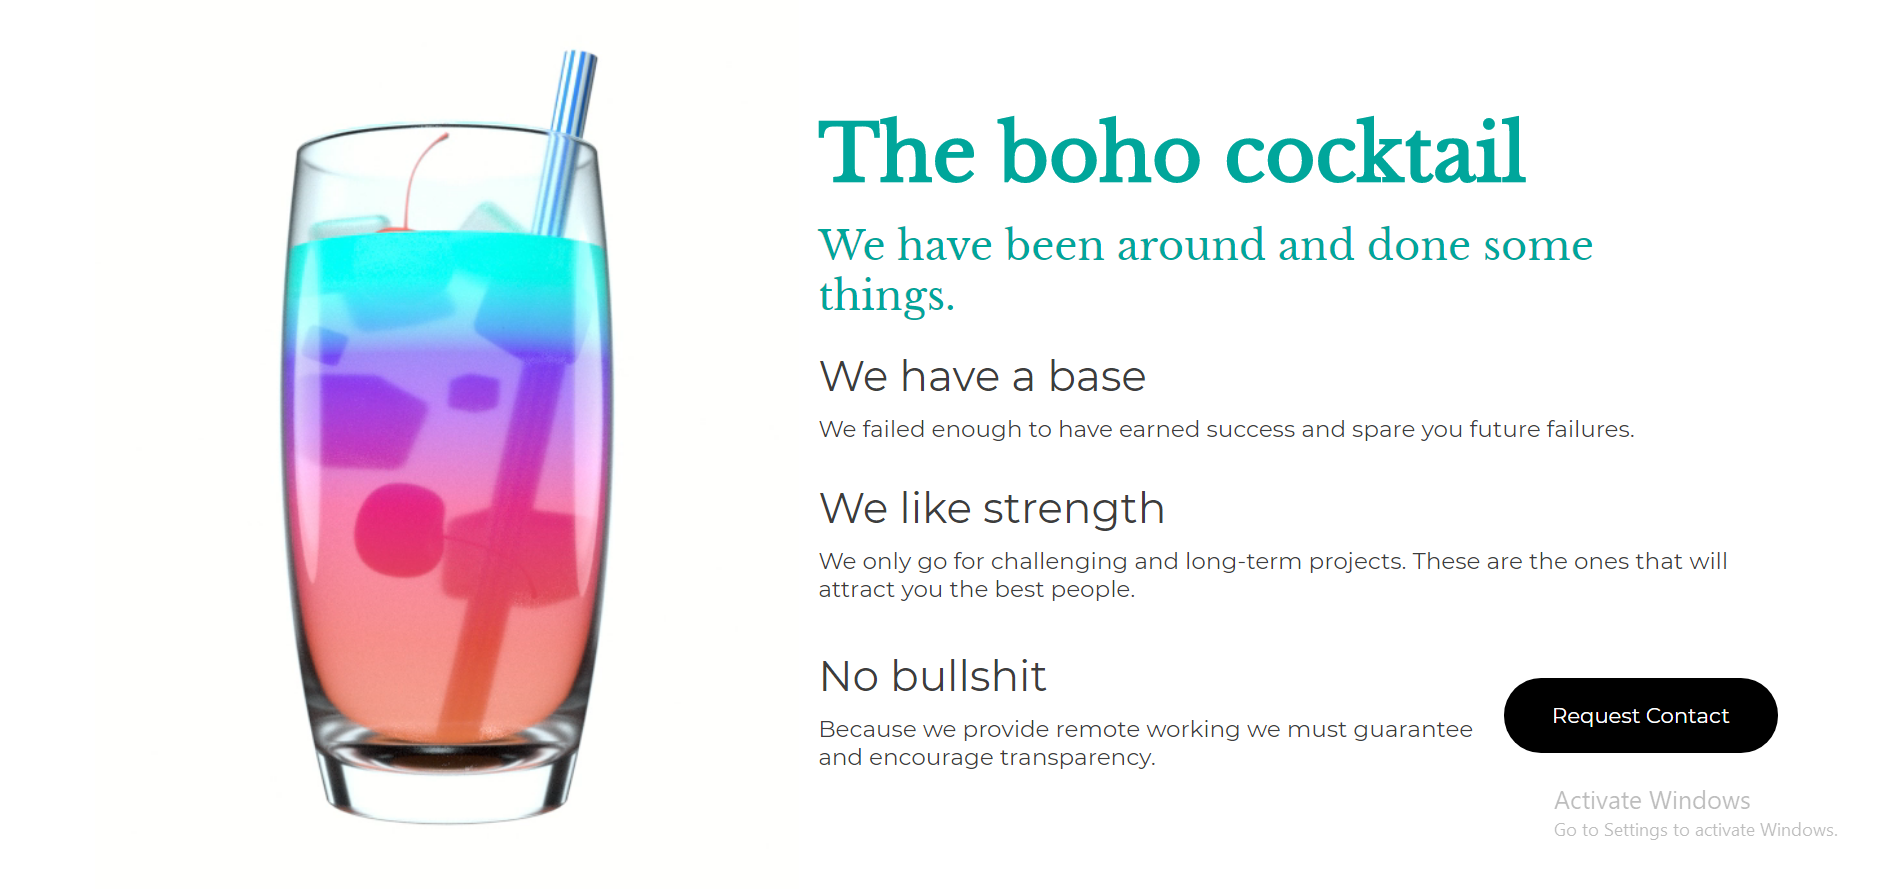 The boho cocktail
We have been around and done some
things.
We have a base
We failed enough to have earned success and spare you future failures.
We like strength
We only go for challenging and long-term projects. These are the ones that will
attract you the best people.
No bullshit
Because we provide remote working we must guarantee
and encourage transparency.
Request Contact
Activate Windows
Go to Settings to activate Windows.